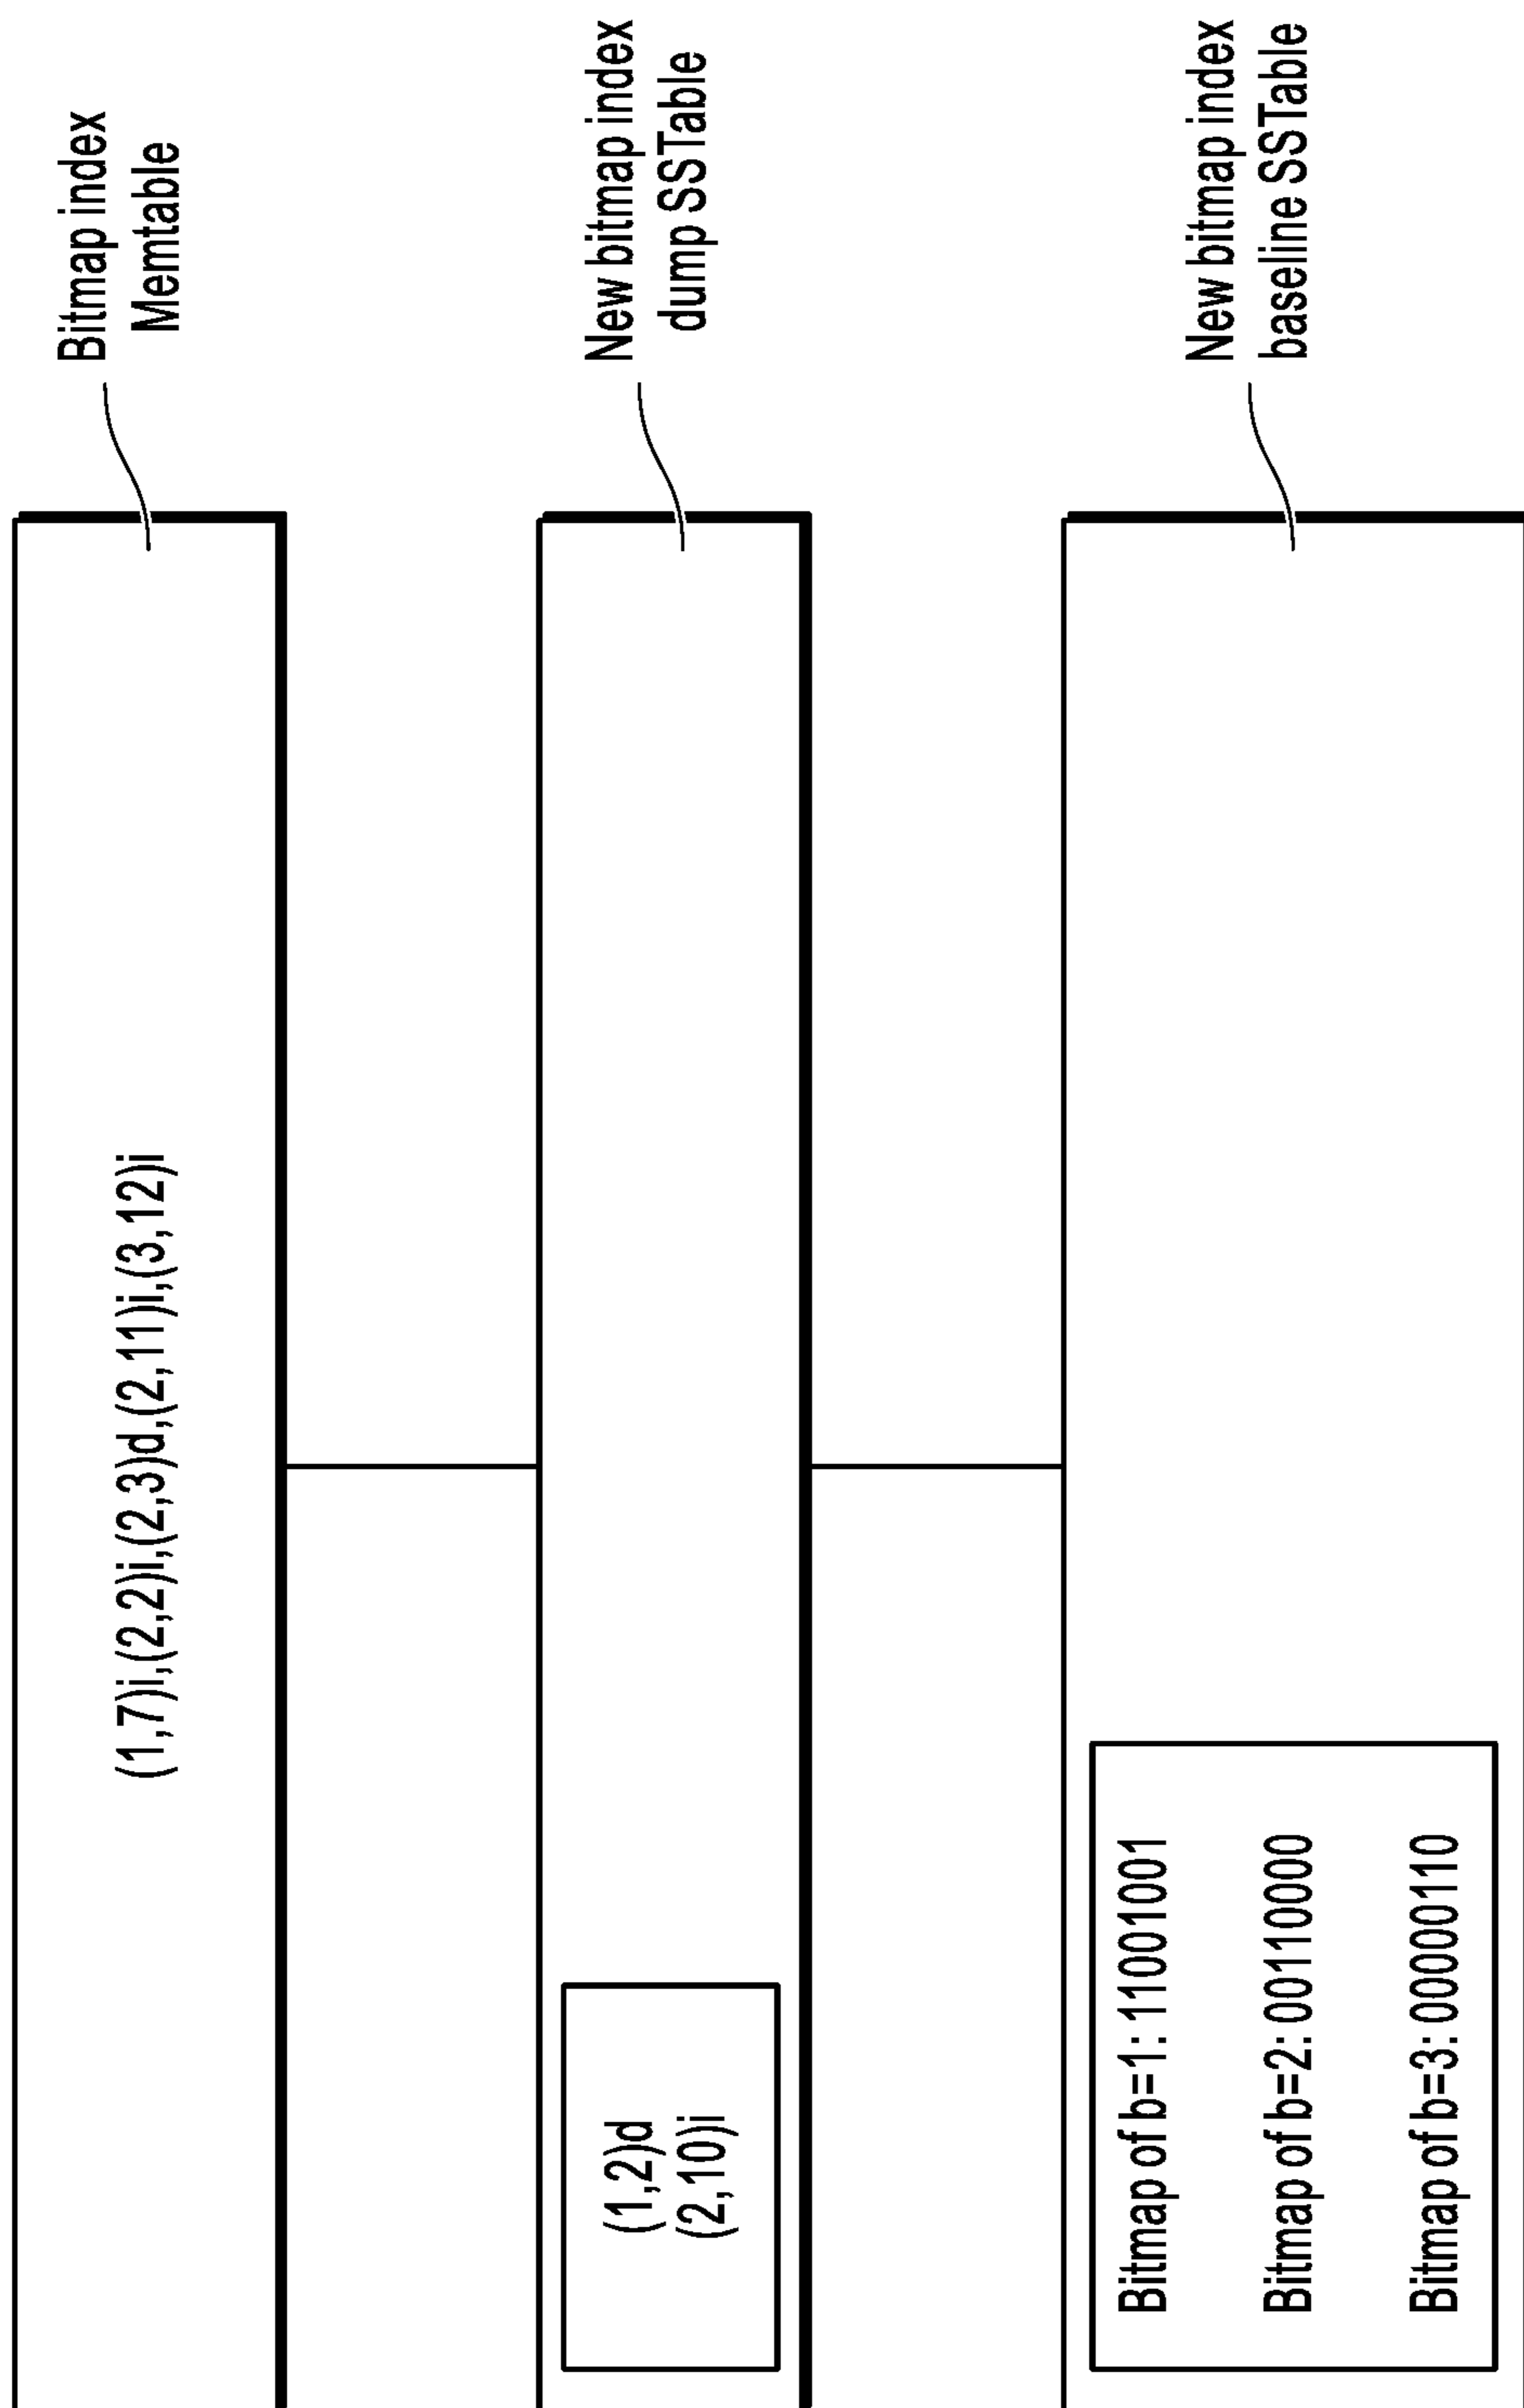 Bitmap index
Memtable
(1,7)i,(2,2)i,(2,3)d,(2,11)i,(3,12)i
New bitmap index
dump SSTable
(1,2)d
(2,10)i
New bitmap index
baseline SSTable
Bitmap of b=1: 11001001
Bitmap of b=2: 00110000
Bitmap of b=3: 00000110